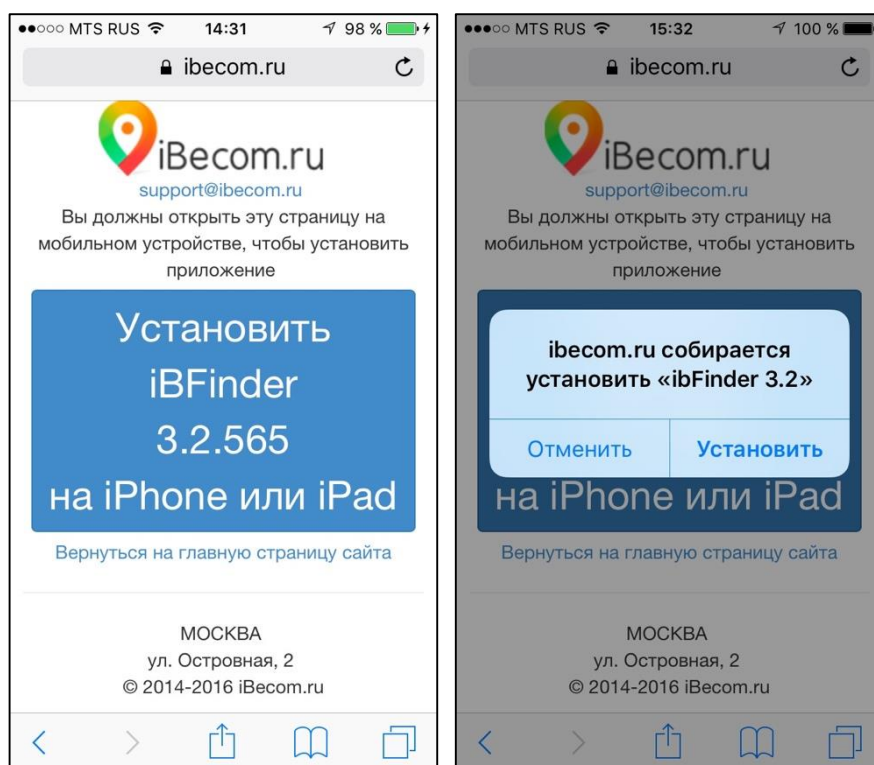 MTS RUS 14:31 98 %
ibecom.ru
iBecom.ru
support@ibecom.ru
Вы должны открыть эту страницу на
мобильном устройстве, чтобы установить
приложение
Установить
iBFinder
3.2.565
на iPhone или iPad
Вернуться на главную страницу сайта
МОСКВА
ул. Островная, 2
© 2014-2016 iBecom.ru
MTS RUS 15:32 100 %
ibecom.ru
iBecom.ru
support@ibecom.ru
Вы должны открыть эту страницу на
мобильном устройстве, чтобы установить
приложение
ibecom.ru собирается
установить «ibFinder 3.2»
Отменить Установить
на iPhone или iPad
Вернуться на главную страницу сайта
МОСКВА
ул. Островная, 2
© 2014-2016 iBecom.ru